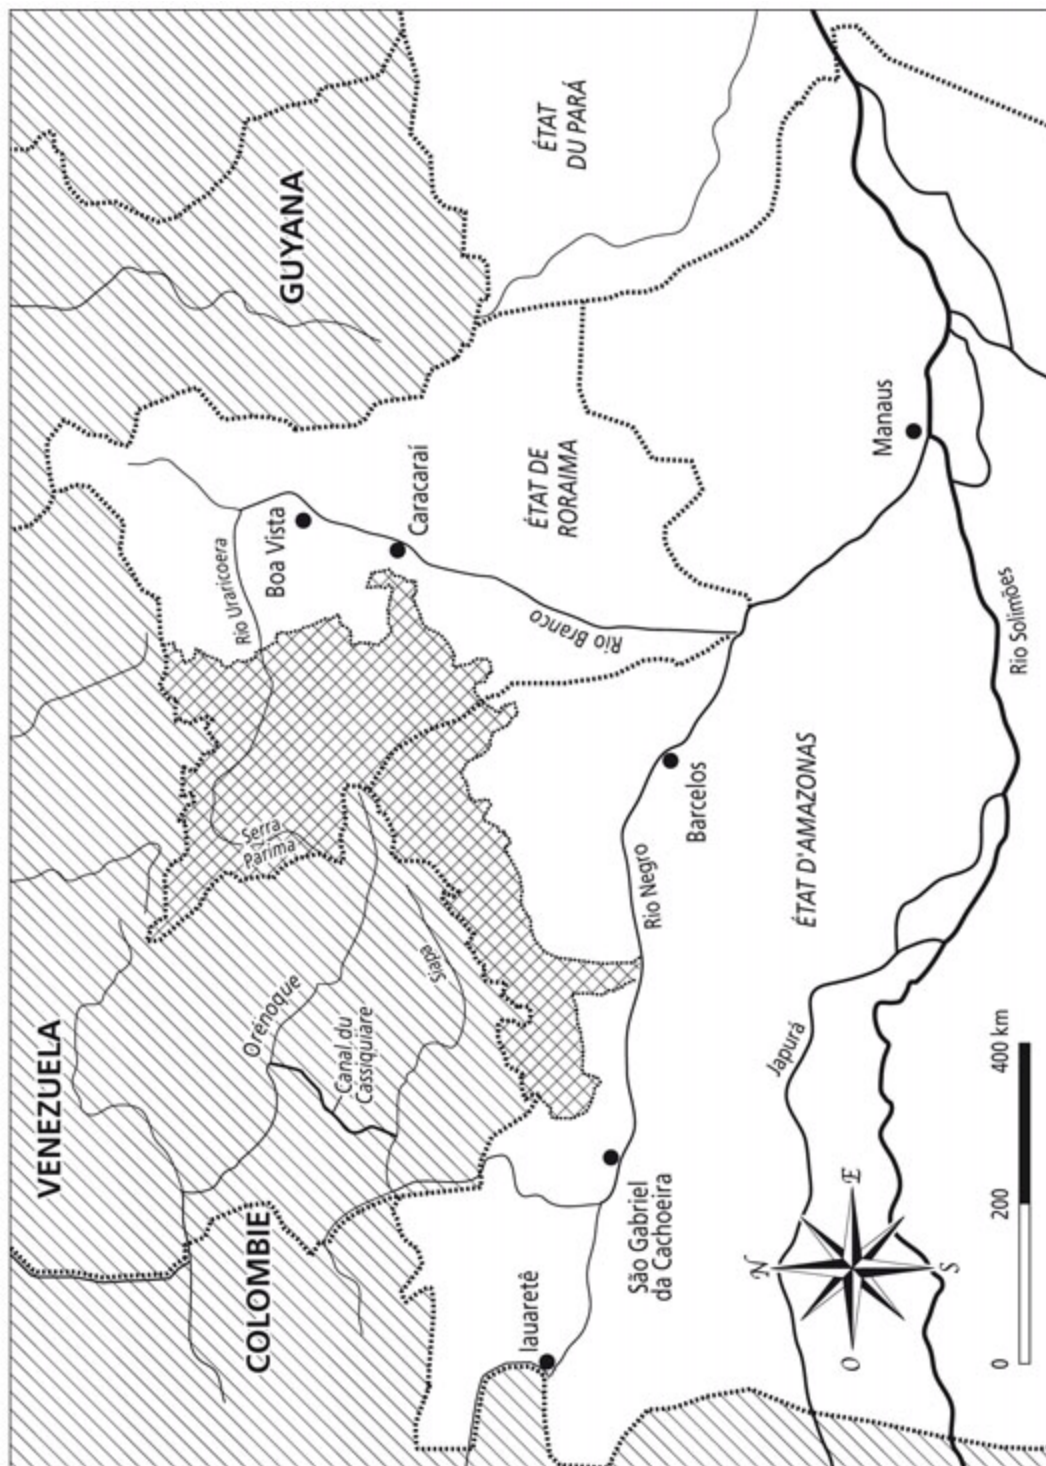 VENEZUELA
GUYANA
COLOMBIE
Rio Uraricoera
Boa Vista
Caracaraí
Serra
Parima
Orénoque
Canal du
Cassiquiare
Siapa
ÉTAT
DU PARÁ
ÉTAT DE
RORAIMA
Rio Branco
Iauaretê
São Gabriel
da Cachoeira
Rio Negro
Barcelos
Manaus
ÉTAT D'AMAZONAS
Japurá
Rio Solimões
N
O
E
S
0
200
400 km